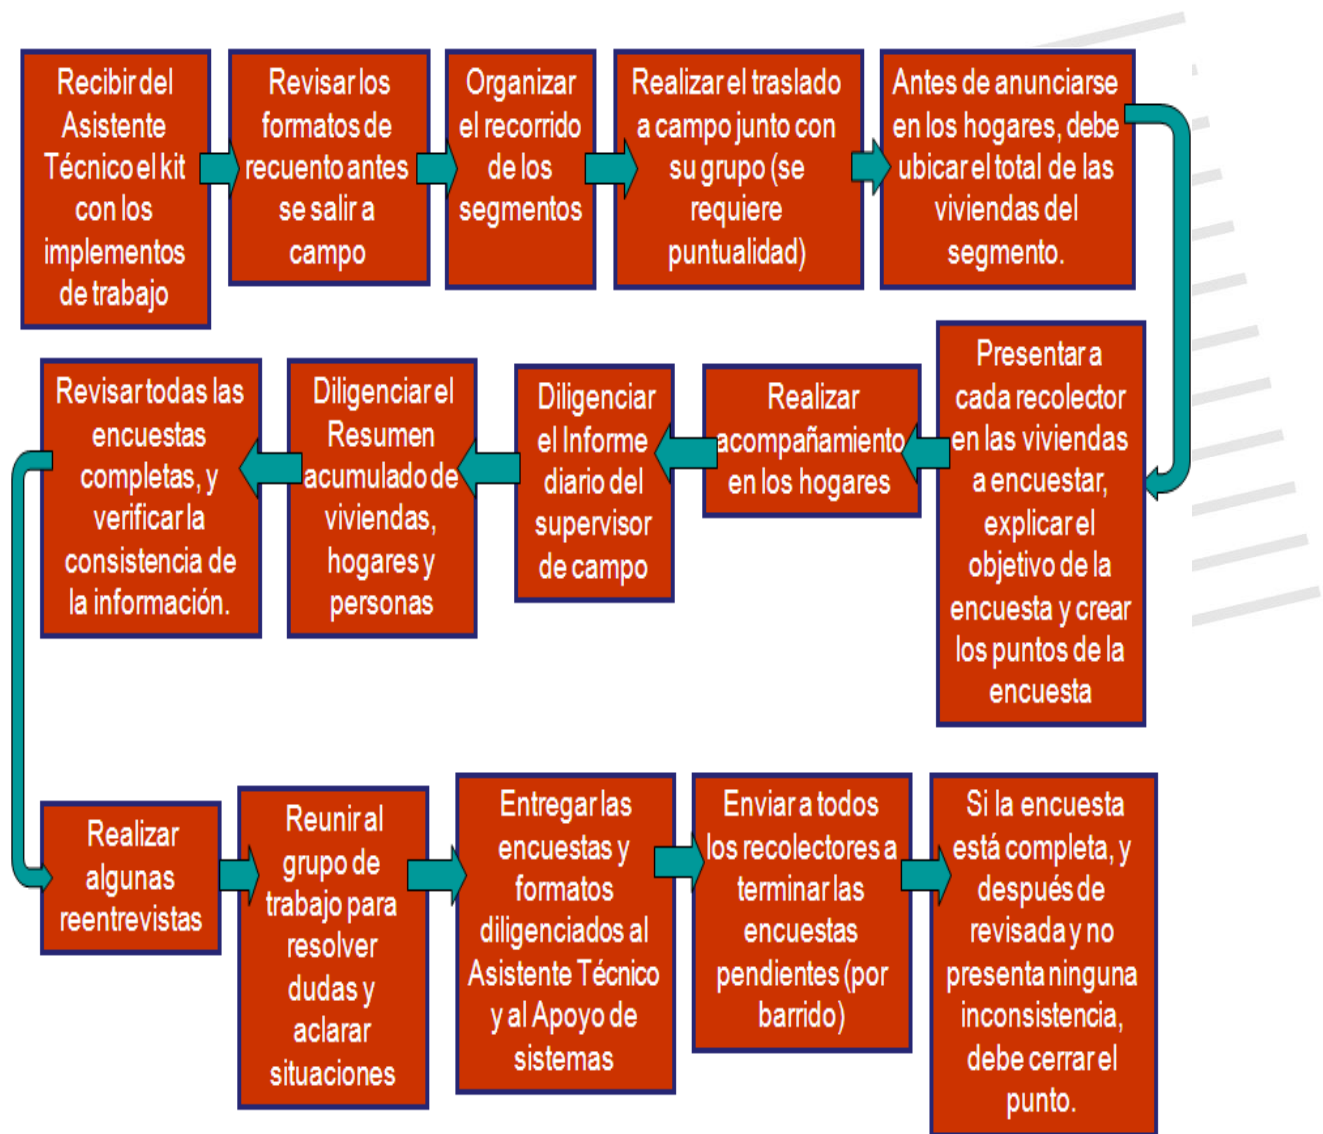 Recibir del
Asistente
Técnico el kit
con los
implementos
de trabajo
Revisar los
formatos de
recuento antes
se salir a
campo
Organizar
el recorrido
de los
segmentos
Realizar el traslado
a campo junto con
su grupo (se
requiere
puntualidad)
Antes de anunciarse
en los hogares, debe
ubicar el total de las
viviendas del
segmento.
Presentar a
cada recolector
en las viviendas
a encuestar,
explicar el
objetivo de la
encuesta y crear
los puntos de la
encuesta
Realizar
acompañamiento
en los hogares
Diligenciar
el Informe
diario del
supervisor
de campo
Diligenciar el
Resumen
acumulado de
viviendas,
hogares y
personas
Revisar todas las
encuestas
completas, y
verificar la
consistencia de
la información.
Realizar
algunas
reentrevistas
Reunir al
grupo de
trabajo para
resolver
dudas y
aclarar
situaciones
Entregar las
encuestas y
formatos
diligenciados al
Asistente Técnico
y al Apoyo de
sistemas
Enviar a todos
los recolectores a
terminar las
encuestas
pendientes (por
barrido)
Si la encuesta
está completa, y
después de
revisada y no
presenta ninguna
inconsistencia,
debe cerrar el
punto.